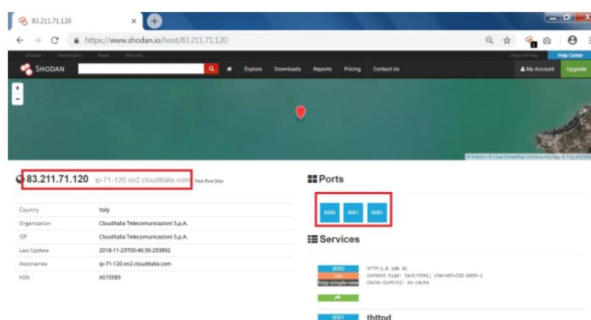 83.211.71.120
https://www.shodan.io/host/83.211.71.120
Help Center
SHODAN
Explore Downloads Reports Pricing Contact Us
My Account Upgrade
83.211.71.120 ip-71-120.sn2.clouditalia.com View Raw Data
Country Italy
Organization Clouditalia Telecomunicazioni S.p.A.
ISP Clouditalia Telecomunicazioni S.p.A.
Last Update 2018-11-23T00:46:39.293892
Hostnames ip-71-120.sn2.clouditalia.com
ASN AS15589
Ports
Services
HTTP/1.0 200 OK
Content-type: text/html; charset=ISO-8859-1
Cache-Control: no-cache
thttpd